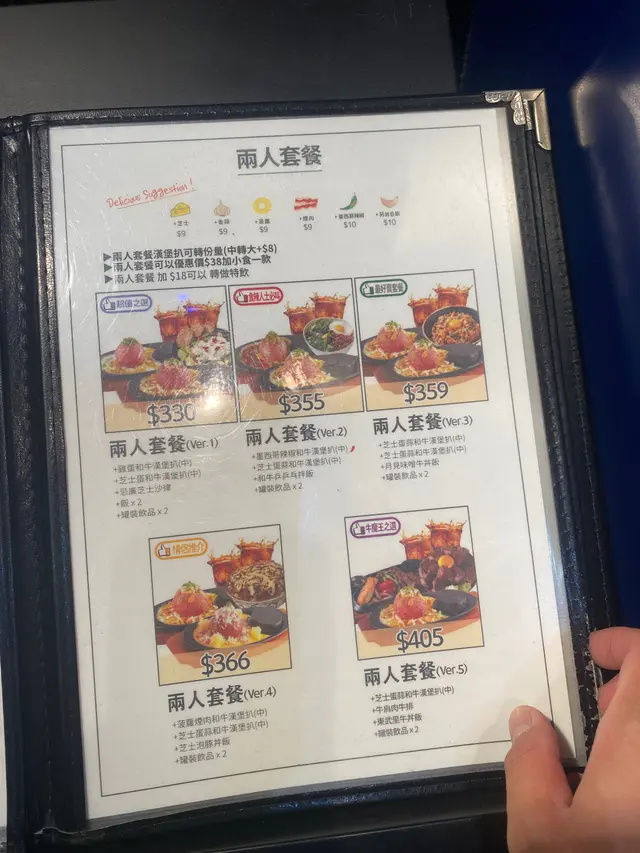 兩人套餐
Delicious Suggestion!
+芝士 +香蒜 +菠蘿 +煙肉 +墨西哥辣椒
$9 $9 $9 $9 $10 $10
▶兩人套餐漢堡扒可轉份量(中轉大+$8)
▶兩人套餐可以優惠價$38加小食一款
▶兩人套餐 加 $18可以 轉做特飲
超值之選
$330
兩人套餐(Ver.1)
+雞蛋和牛漢堡扒(中)
+芝士蛋和牛漢堡扒(中)
+忌廉芝士沙律
+飯 x 2
+罐裝飲品 x 2
嗜辣人士必點
$355
兩人套餐(Ver.2)
+墨西哥辣椒和牛漢堡扒(中)
+芝士蛋蒜和牛漢堡扒(中)
+和牛乒乒乓拌飯
+罐裝飲品 x 2
最好賣套餐
$359
兩人套餐(Ver.3)
+芝士蛋蒜和牛漢堡扒(中)
+芝士蛋蒜和牛漢堡扒(中)
+月見味噌牛丼飯
+罐裝飲品 x 2
情侶推介
$366
兩人套餐(Ver.4)
+菠蘿煙肉和牛漢堡扒(中)
+芝士蛋蒜和牛漢堡扒(中)
+芝士泡豚丼飯
+罐裝飲品 x 2
牛魔王之選
$405
兩人套餐(Ver.5)
+芝士蛋蒜和牛漢堡扒(中)
+牛肩肉牛排
+東武里牛丼飯
+罐裝飲品 x 2